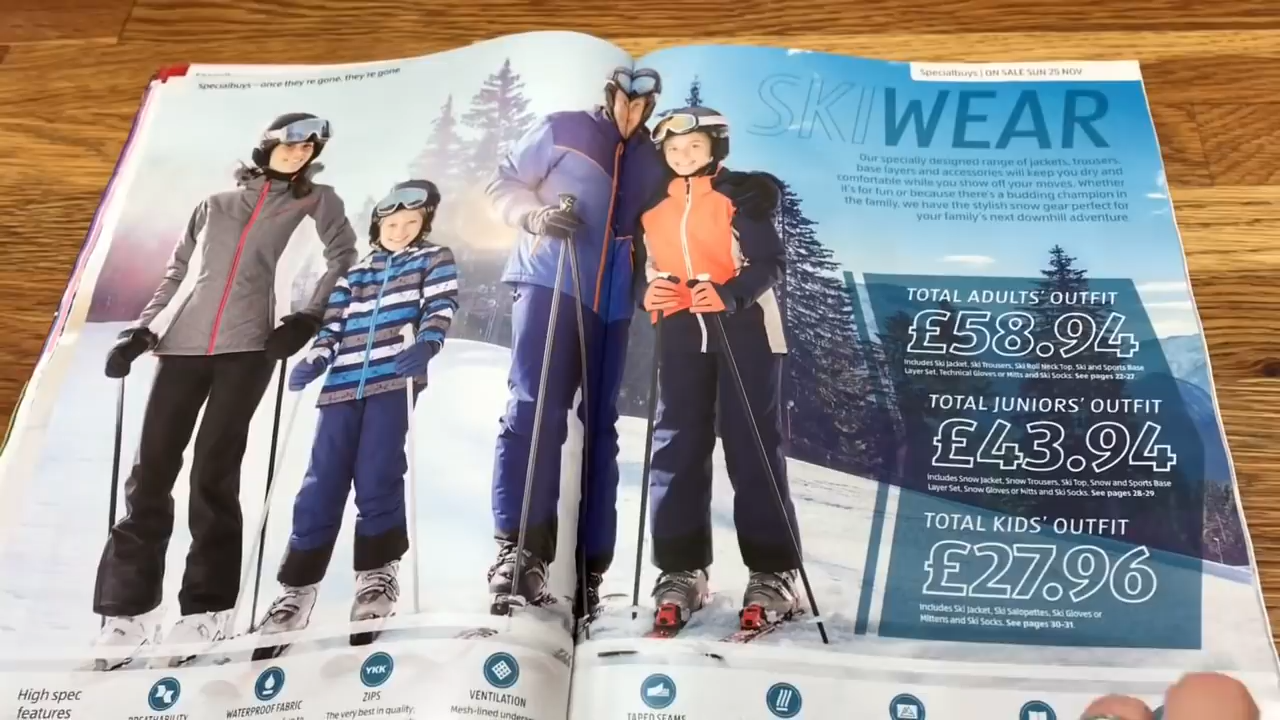 Specialbuys – once they're gone, they're gone
Specialbuys | ON SALE SUN 25 NOV
SKIWEAR
Our specially designed range of jackets, trousers,
base layers and accessories will keep you dry and
comfortable while you show off your moves. Whether
it's for fun or because there's a budding champion in
the family, we have the stylish snow gear perfect for
your family's next downhill adventure.
TOTAL ADULTS' OUTFIT
£58.94
Includes Ski Jacket, Ski Trousers, Ski Roll Neck Top, Ski and Sports Base
Layer Set, Technical Gloves or Mitts and Ski Socks. See pages 22-27.
TOTAL JUNIORS' OUTFIT
£43.94
Includes Snow Jacket, Snow Trousers, Ski Top, Snow and Sports Base
Layer Set, Snow Gloves or Mitts and Ski Socks. See pages 28-29.
TOTAL KIDS' OUTFIT
£27.96
Includes Ski Jacket, Ski Salopettes, Ski Gloves or
Mittens and Ski Socks. See pages 30-31.
High spec
features
BREATHABILITY
WATERPROOF FABRIC
YKK
ZIPS
The very best in quality,
VENTILATION
Mesh-lined
TAPED SEAMS